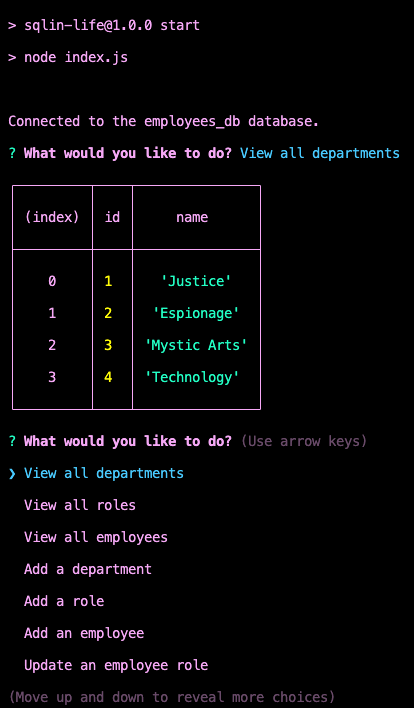 > sqlin-life@1.0.0 start
> node index.js
Connected to the employees_db database.
? What would you like to do? View all departments
(index) id name
0 1 'Justice'
1 2 'Espionage'
2 3 'Mystic Arts'
3 4 'Technology'
? What would you like to do? (Use arrow keys)
❯ View all departments
View all roles
View all employees
Add a department
Add a role
Add an employee
Update an employee role
(Move up and down to reveal more choices)